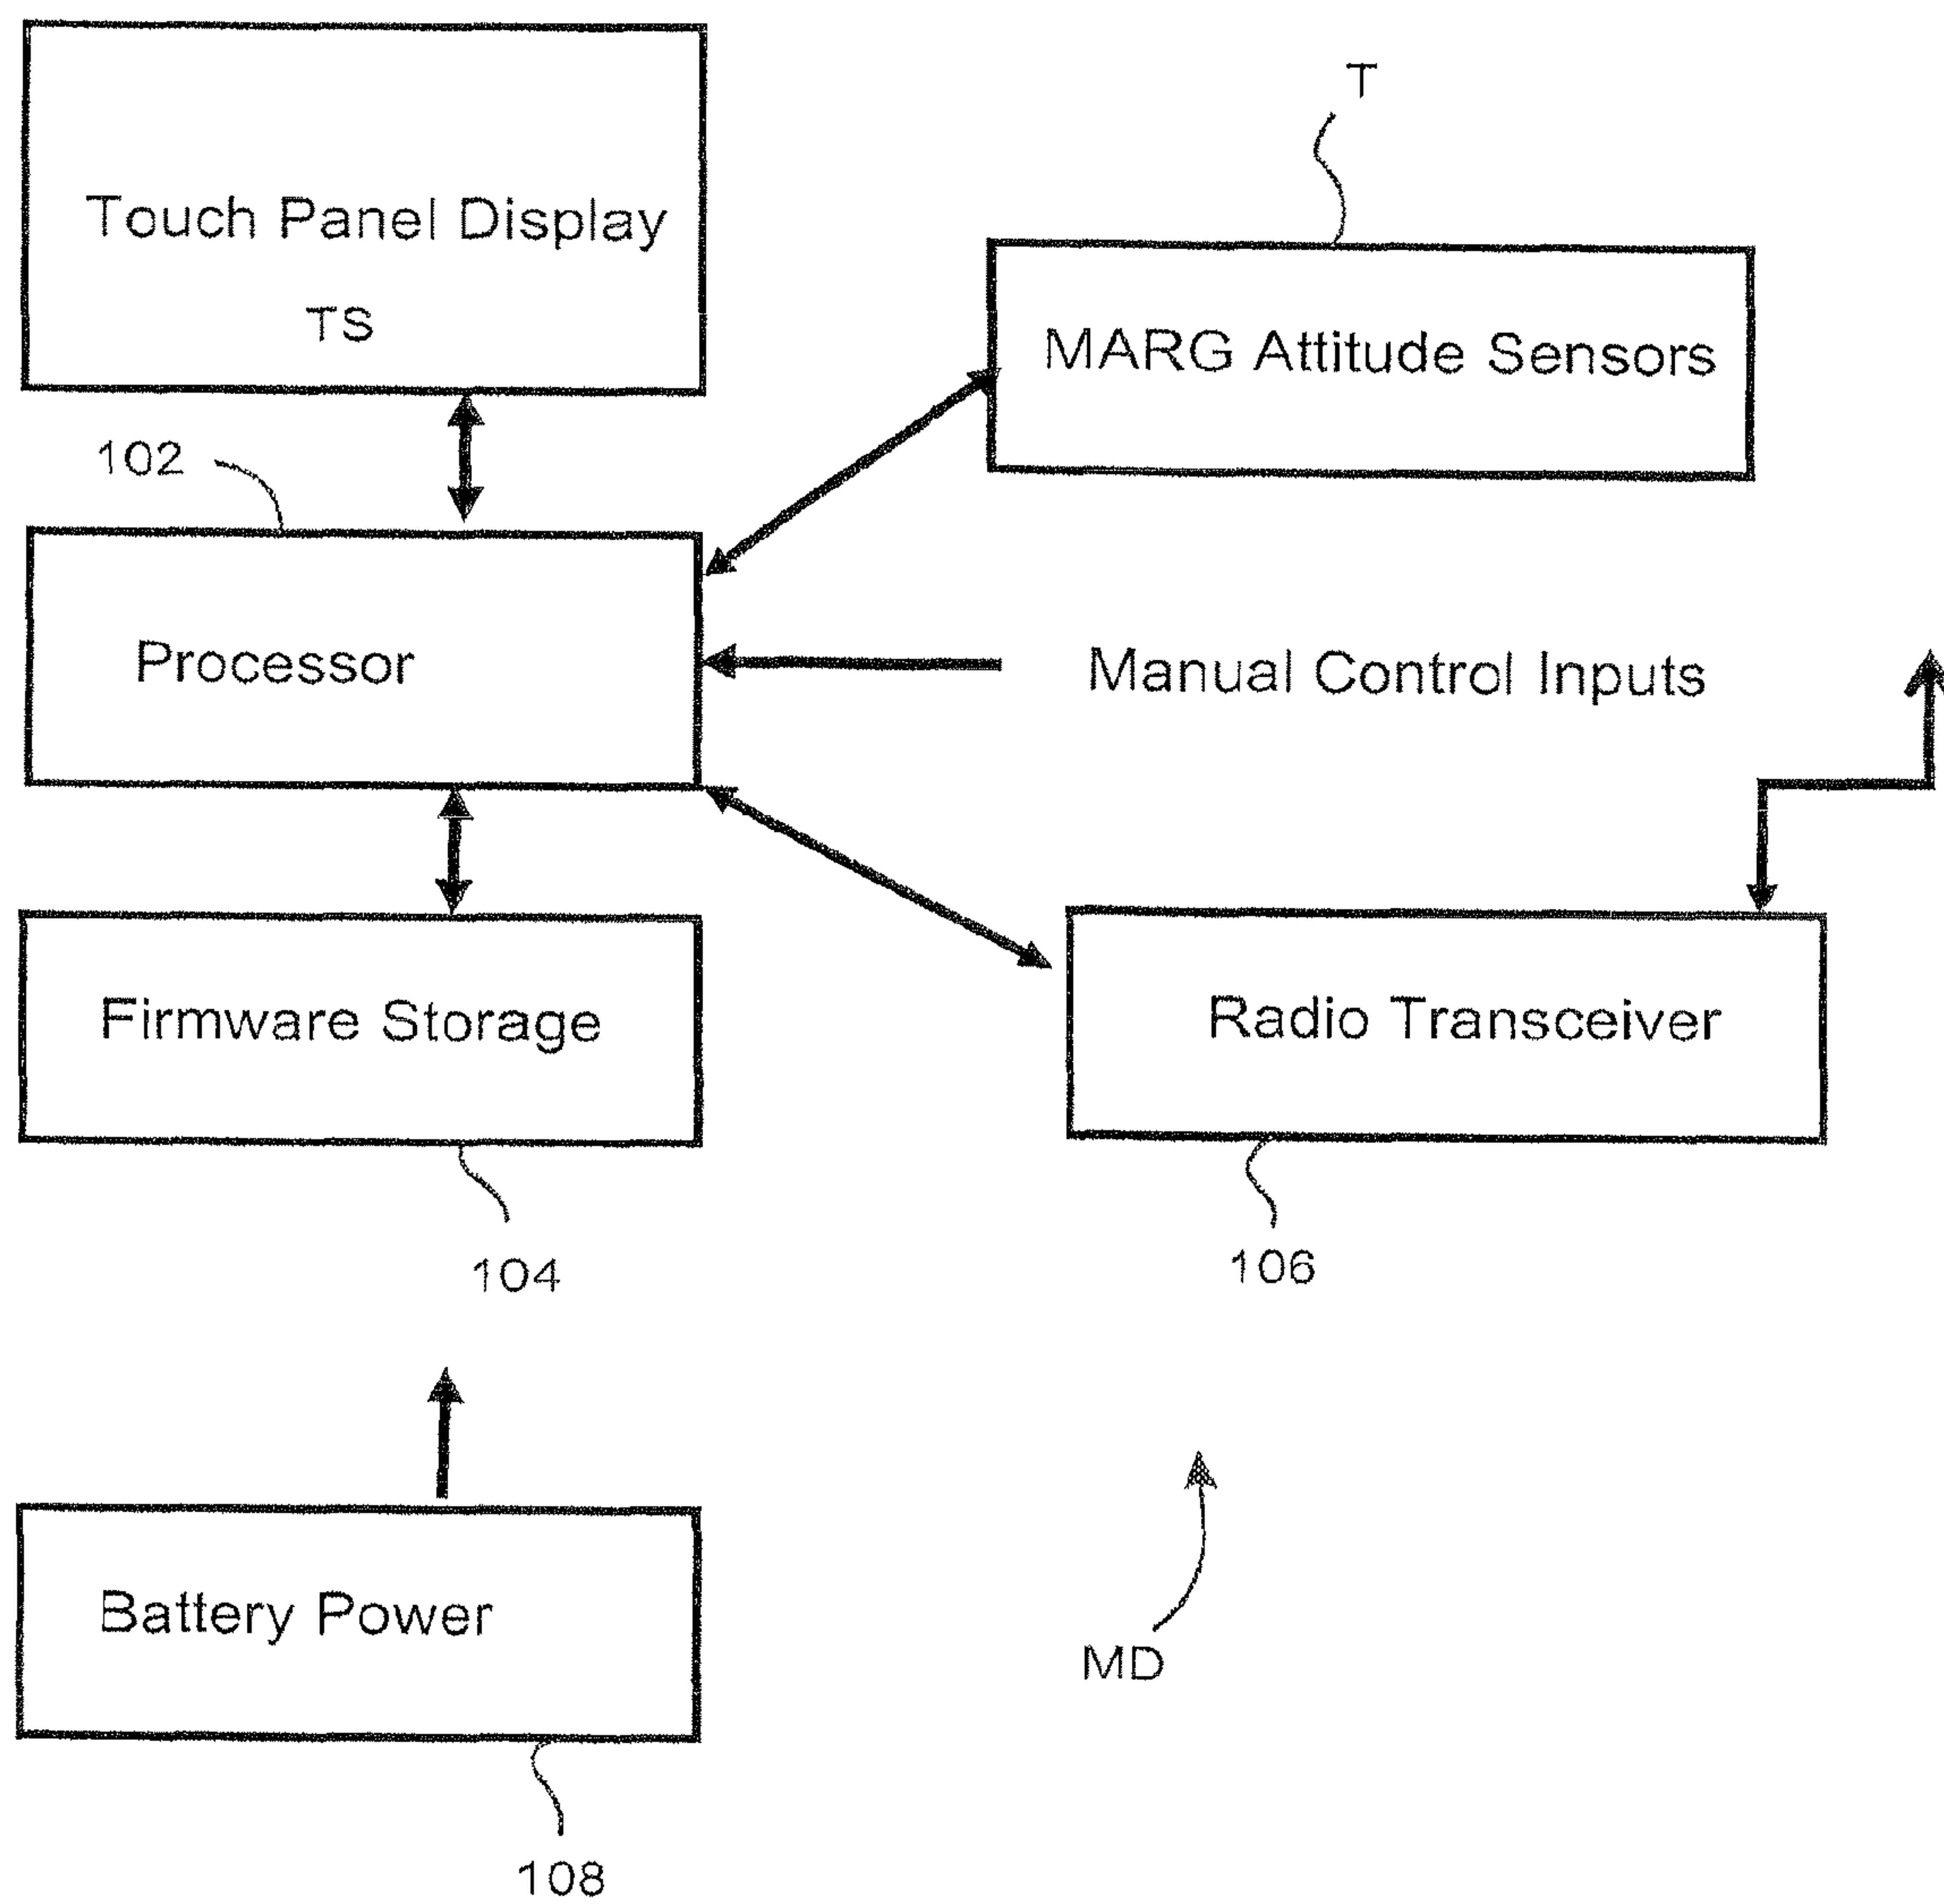 Touch Panel Display
TS
T
MARG Attitude Sensors
102
Processor
Manual Control Inputs
Firmware Storage
Radio Transceiver
104
106
Battery Power
MD
108